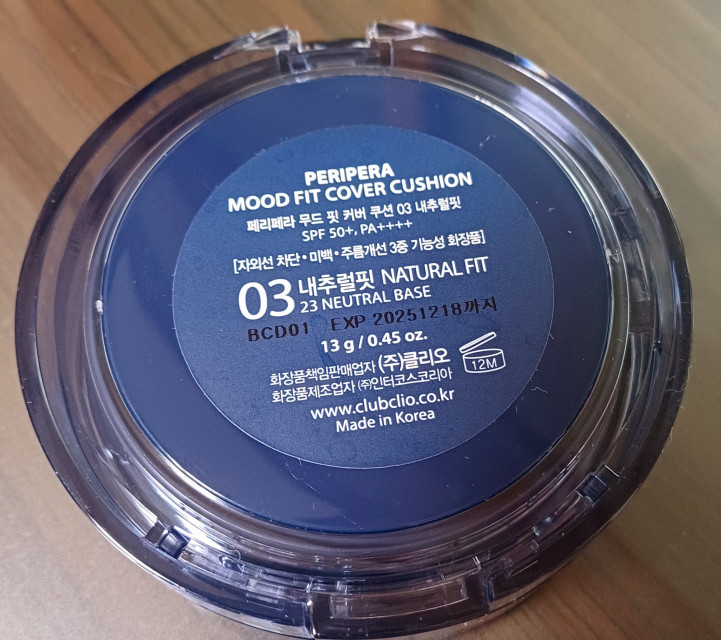 PERIPERA
MOOD FIT COVER CUSHION
페리페라 무드 핏 커버 쿠션 03 내추럴핏
SPF 50+, PA++++
[자외선 차단•미백•주름개선 3중 기능성 화장품]
03 내추럴핏 NATURAL FIT
23 NEUTRAL BASE
BCD01 EXP 20251218까지
13 g / 0.45 oz.
화장품책임판매업자 (주)클리오
화장품제조업자 ㈜인터코스코리아
12M
www.clubclio.co.kr
Made in Korea